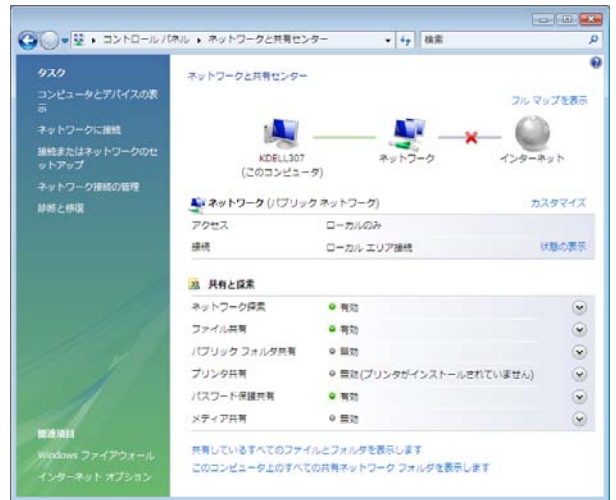 コントロール パネル ▸ ネットワークと共有センター
検索
タスク
コンピュータとデバイスの表示
ネットワークに接続
接続またはネットワークのセットアップ
ネットワーク接続の管理
診断と修復
関連項目
Windows ファイアウォール
インターネット オプション
ネットワークと共有センター
フル マップを表示
KDELL307
(このコンピュータ)
ネットワーク
インターネット
ネットワーク (パブリック ネットワーク)
カスタマイズ
アクセス
ローカルのみ
接続
ローカル エリア接続
状態の表示
共有と探索
ネットワーク探索
有効
ファイル共有
有効
パブリック フォルダ共有
無効
プリンタ共有
無効(プリンタがインストールされていません)
パスワード保護共有
有効
メディア共有
無効
共有しているすべてのファイルとフォルダを表示します
このコンピュータ上のすべての共有ネットワーク フォルダを表示します